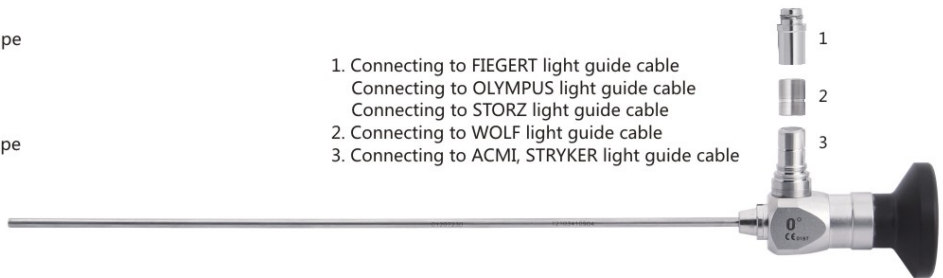 pe
1. Connecting to FIEGERT light guide cable
Connecting to OLYMPUS light guide cable
Connecting to STORZ light guide cable
2. Connecting to WOLF light guide cable
pe
3. Connecting to ACMI, STRYKER light guide cable
1
2
3
0°
CE 0197